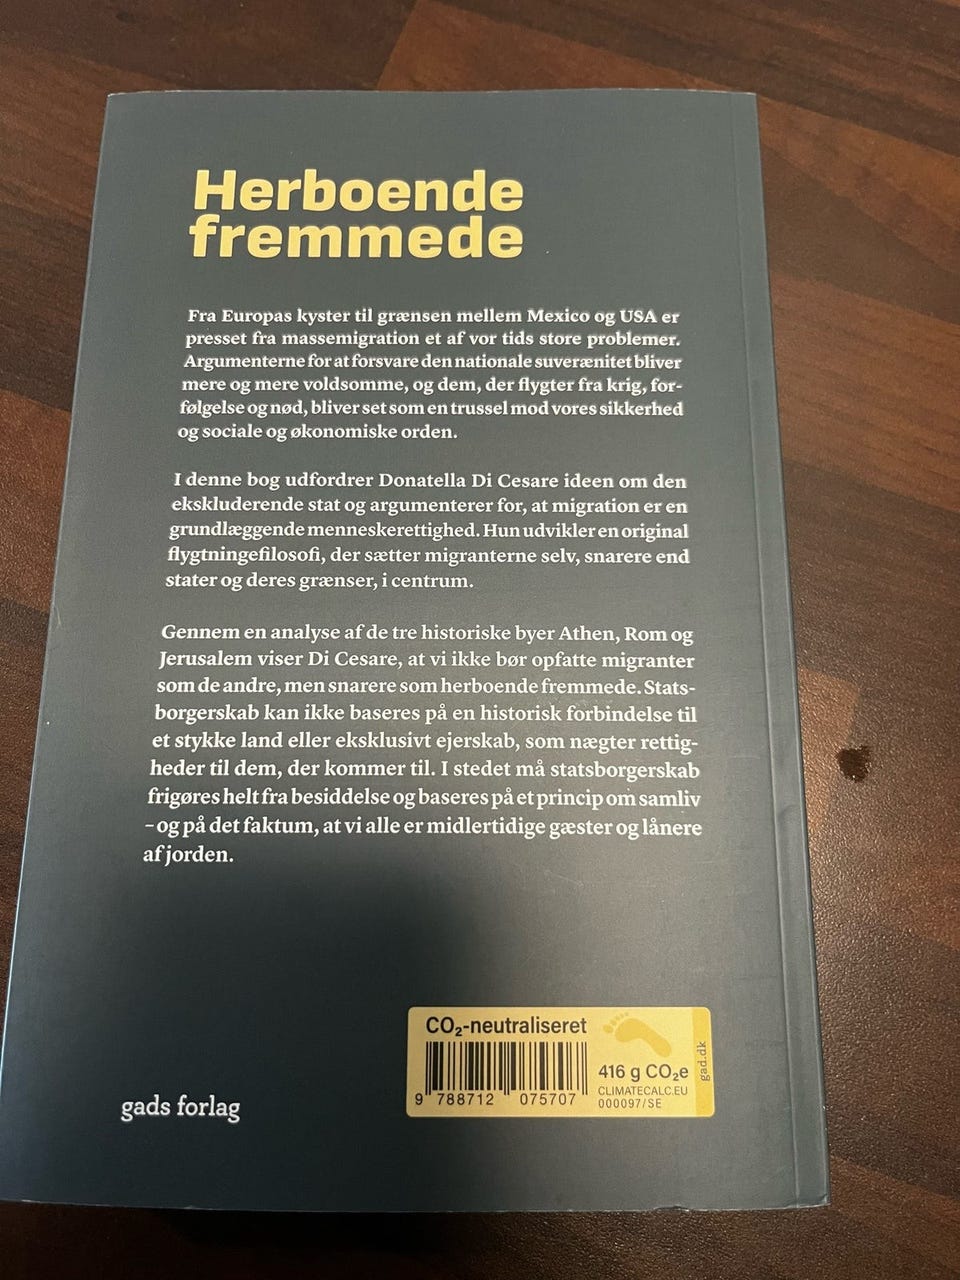 Herboende
fremmede
Fra Europas kyster til grænsen mellem Mexico og USA er
presset fra massemigration et af vor tids store problemer.
Argumenterne for at forsvare den nationale suverænitet bliver
mere og mere voldsomme, og dem, der flygter fra krig, for-
følgelse og nød, bliver set som en trussel mod vores sikkerhed
og sociale og økonomiske orden.
I denne bog udfordrer Donatella Di Cesare ideen om den
ekskluderende stat og argumenterer for, at migration er en
grundlæggende menneskerettighed. Hun udvikler en original
flygtningefilosofi, der sætter migranterne selv, snarere end
stater og deres grænser, i centrum.
Gennem en analyse af de tre historiske byer Athen, Rom og
Jerusalem viser Di Cesare, at vi ikke bør opfatte migranter
som de andre, men snarere som herboende fremmede. Stats-
borgerskab kan ikke baseres på en historisk forbindelse til
et stykke land eller eksklusivt ejerskab, som nægter rettig-
heder til dem, der kommer til. I stedet må statsborgerskab
frigøres helt fra besiddelse og baseres på et princip om samliv
– og på det faktum, at vi alle er midlertidige gæster og lånere
af jorden.
CO₂-neutraliseret
416 g CO₂e
CLIMATECALC.EU
000097/SE
9 788712 075707
gad.dk
gads forlag